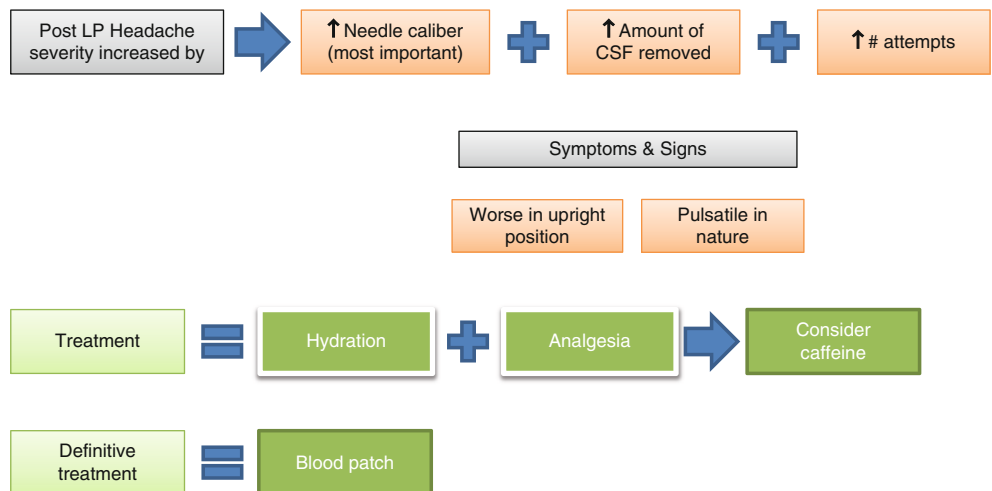 Post LP Headache
severity increased by
↑Needle caliber
(most important)
↑Amount of
CSF removed
↑# attempts
Symptoms & Signs
Worse in upright
position
Pulsatile in
nature
Treatment
Hydration
Analgesia
Consider
caffeine
Definitive
treatment
Blood patch